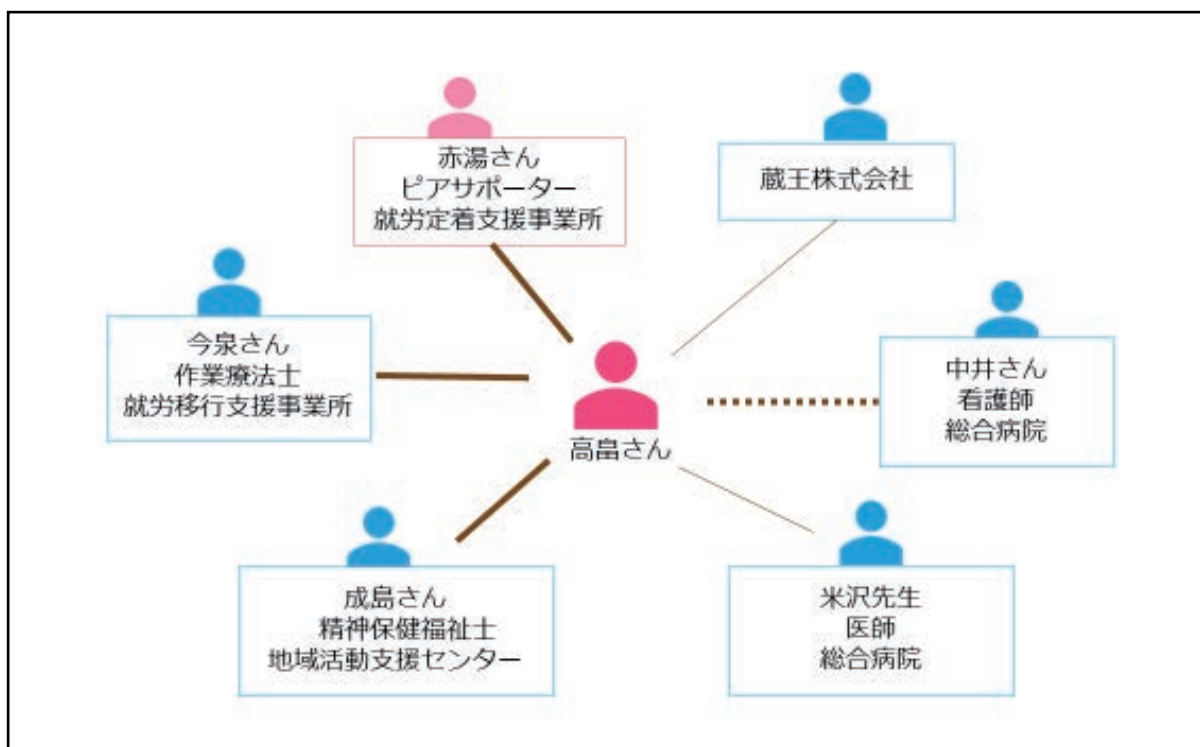 赤湯さん
ピアサポーター
就労定着支援事業所
蔵王株式会社
今泉さん
作業療法士
就労移行支援事業所
中井さん
看護師
総合病院
高畠さん
成島さん
精神保健福祉士
地域活動支援センター
米沢先生
医師
総合病院